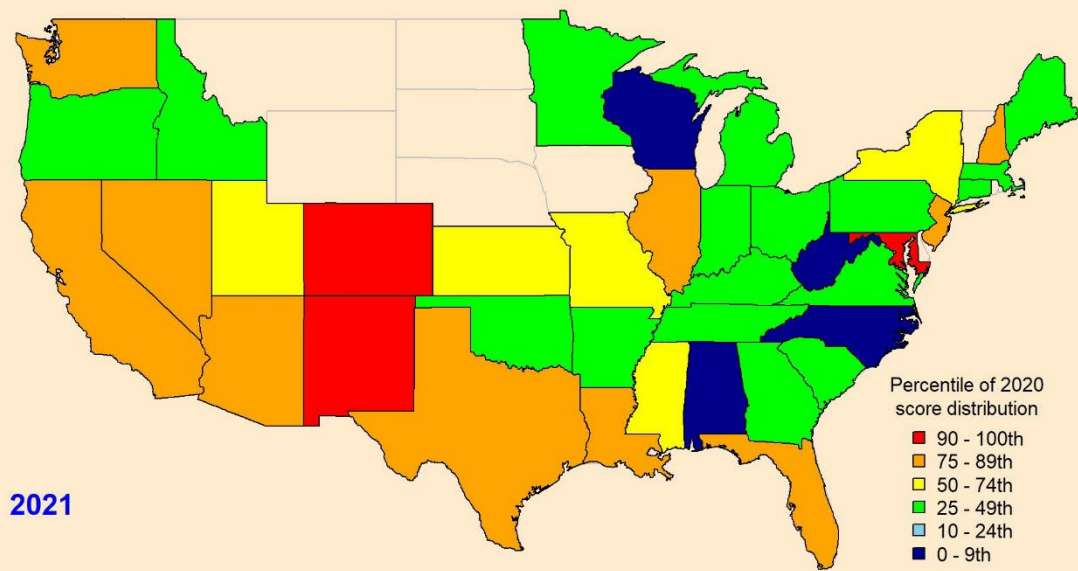 Percentile of 2020
score distribution
90 - 100th
75 - 89th
50 - 74th
25 - 49th
10 - 24th
0 - 9th
2021